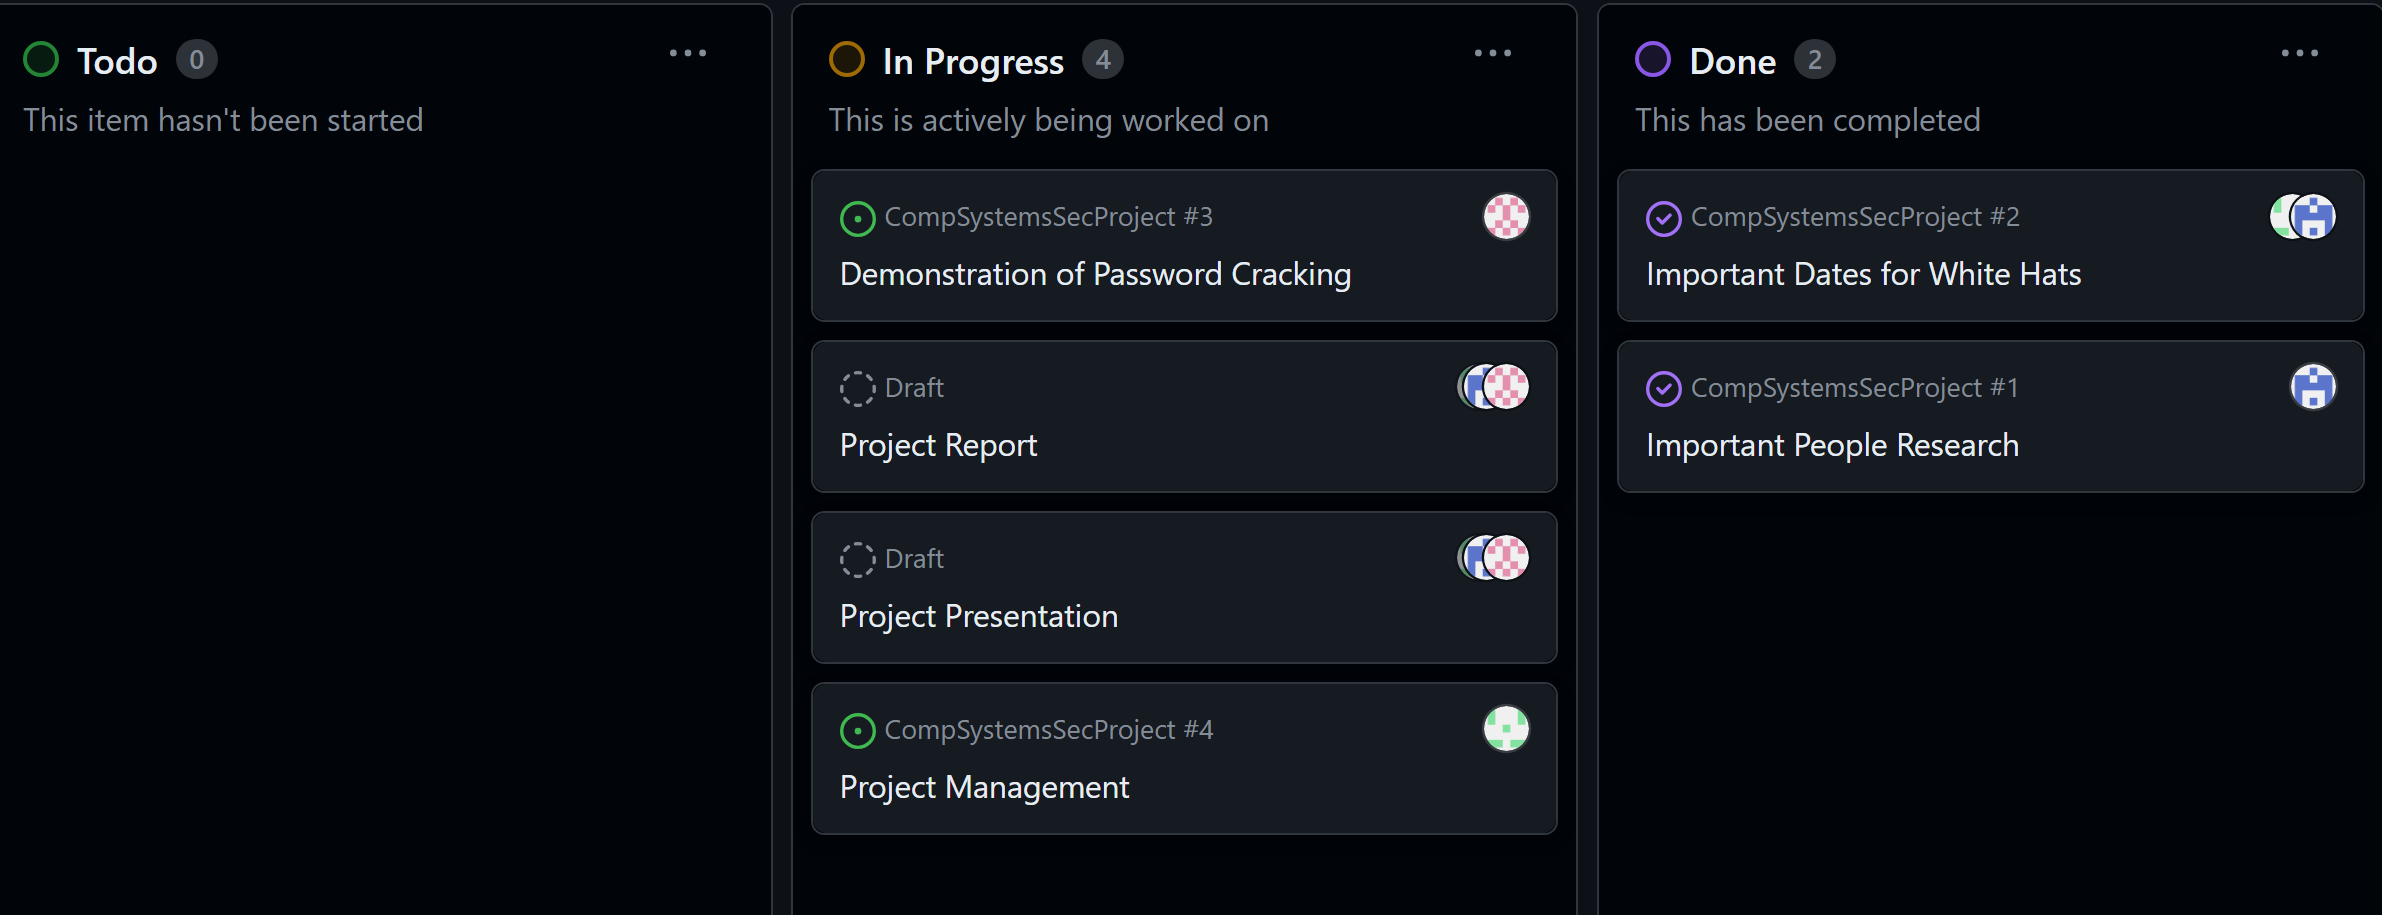 Todo 0
This item hasn't been started
In Progress 4
This is actively being worked on
CompSystemsSecProject #3
Demonstration of Password Cracking
Draft
Project Report
Draft
Project Presentation
CompSystemsSecProject #4
Project Management
Done 2
This has been completed
CompSystemsSecProject #2
Important Dates for White Hats
CompSystemsSecProject #1
Important People Research